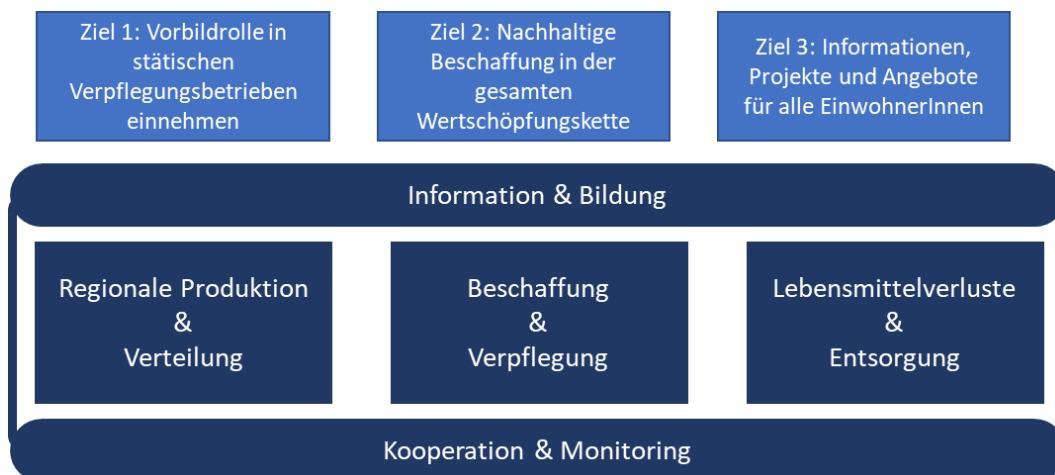 Ziel 1: Vorbildrolle in
stätischen
Verpflegungsbetrieben
einnehmen
Ziel 2: Nachhaltige
Beschaffung in der
gesamten
Wertschöpfungskette
Ziel 3: Informationen,
Projekte und Angebote
für alle EinwohnerInnen
Information & Bildung
Regionale Produktion
&
Verteilung
Beschaffung
&
Verpflegung
Lebensmittelverluste
&
Entsorgung
Kooperation & Monitoring